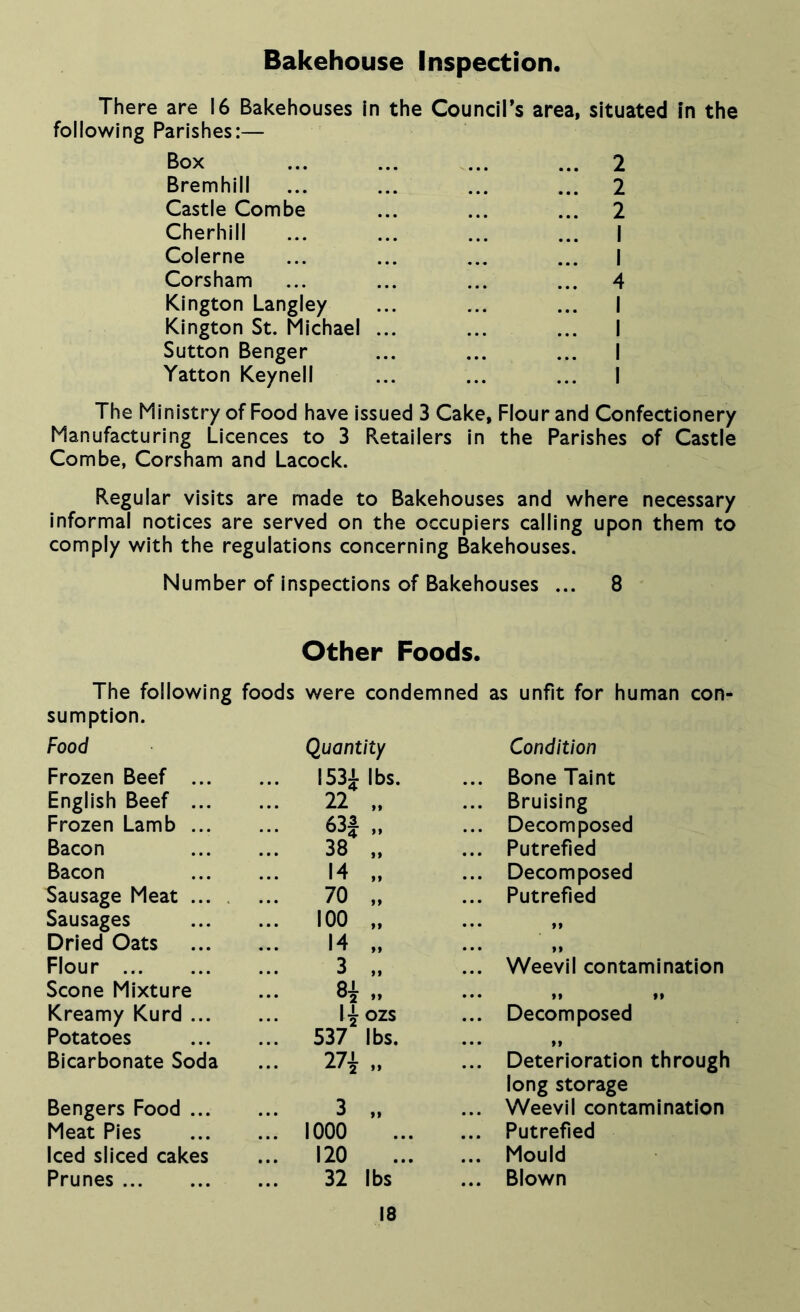 Bakehouse Inspection.
There are 16 Bakehouses in the Council's area, situated in the
following Parishes:—
Box ... ... ... ... 2
Bremhill ... ... ... ... 2
Castle Combe ... ... ... 2
Cherhill ... ... ... ... 1
Colerne ... ... ... ... 1
Corsham ... ... ... ... 4
Kington Langley ... ... ... 1
Kington St. Michael ... ... ... 1
Sutton Benger ... ... ... 1
Yatton Keynell ... ... ... 1
The Ministry of Food have issued 3 Cake, Flour and Confectionery
Manufacturing Licences to 3 Retailers in the Parishes of Castle
Combe, Corsham and Lacock.
Regular visits are made to Bakehouses and where necessary
informal notices are served on the occupiers calling upon them to
comply with the regulations concerning Bakehouses.
Number of inspections of Bakehouses ... 8
Other Foods.
The following foods were condemned as unfit for human con-
sumption.
Food Quantity Condition
Frozen Beef ... ... 153¼ lbs. ... Bone Taint
English Beef ... ... 22 „ ... Bruising
Frozen Lamb ... ... 63¾ „ ... Decomposed
Bacon ... ... 38 „ ... Putrefied
Bacon ... ... 14 „ ... Decomposed
Sausage Meat ... ... 70 „ ... Putrefied
Sausages ... ... 100 „ ... „
Dried Oats ... ... 14 „ ... „
Flour ... ... ... 3 „ ... Weevil contamination
Scone Mixture ... 8½ „ ... „ „
Kreamy Kurd ... ... 1½ ozs ... Decomposed
Potatoes ... ... 537 lbs. ... „
Bicarbonate Soda ... 27½ „ ... Deterioration through
long storage
Bengers Food ... ... 3 „ ... Weevil contamination
Meat Pies ... ... 1000 ... ... Putrefied
Iced sliced cakes ... 120 ... ... Mould
Prunes ... ... ... 32 lbs ... Blown
18